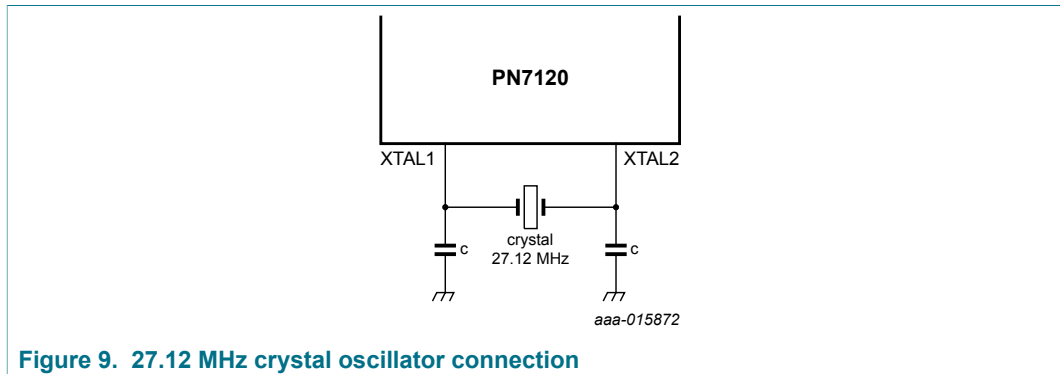 PN7120
XTAL1
XTAL2
c
crystal
27.12 MHz
c
aaa-015872
Figure 9. 27.12 MHz crystal oscillator connection